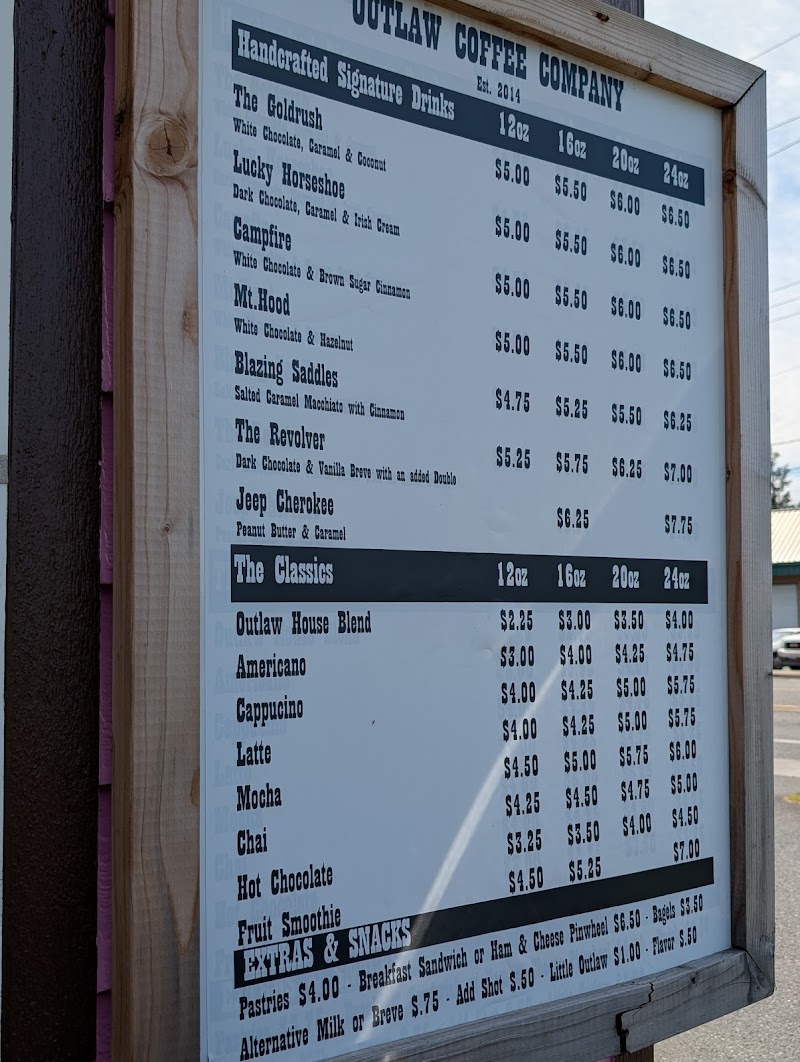 OUTLAW COFFEE COMPANY
Est. 2014
Handcrafted Signature Drinks 12oz 16oz 20oz 24oz
The Goldrush $5.00 $5.50 $6.00 $6.50
White Chocolate, Caramel & Coconut
Lucky Horseshoe $5.00 $5.50 $6.00 $6.50
Dark Chocolate, Caramel & Irish Cream
Campfire $5.00 $5.50 $6.00 $6.50
White Chocolate & Brown Sugar Cinnamon
Mt.Hood $5.00 $5.50 $6.00 $6.50
White Chocolate & Hazelnut
Blazing Saddles $4.75 $5.25 $5.50 $6.25
Salted Caramel Macchiato with Cinnamon
The Revolver $5.25 $5.75 $6.25 $7.00
Dark Chocolate & Vanilla Breve with an added Double
Jeep Cherokee $6.25 $7.75
Peanut Butter & Caramel
The Classics 12oz 16oz 20oz 24oz
Outlaw House Blend $2.25 $3.00 $3.50 $4.00
Americano $3.00 $4.00 $4.25 $4.75
Cappucino $4.00 $4.25 $5.00 $5.75
Latte $4.00 $4.25 $5.00 $5.75
Mocha $4.50 $5.00 $5.75 $6.00
Chai $4.25 $4.50 $4.75 $5.00
Hot Chocolate $3.25 $3.50 $4.00 $4.50
Fruit Smoothie $4.50 $5.25 $7.00
EXTRAS & SNACKS
Pastries $4.00 - Breakfast Sandwich or Ham & Cheese Pinwheel $6.50 - Bagels $3.50
Alternative Milk or Breve $.75 - Add Shot $.50 - Little Outlaw $1.00 - Flavor $.50